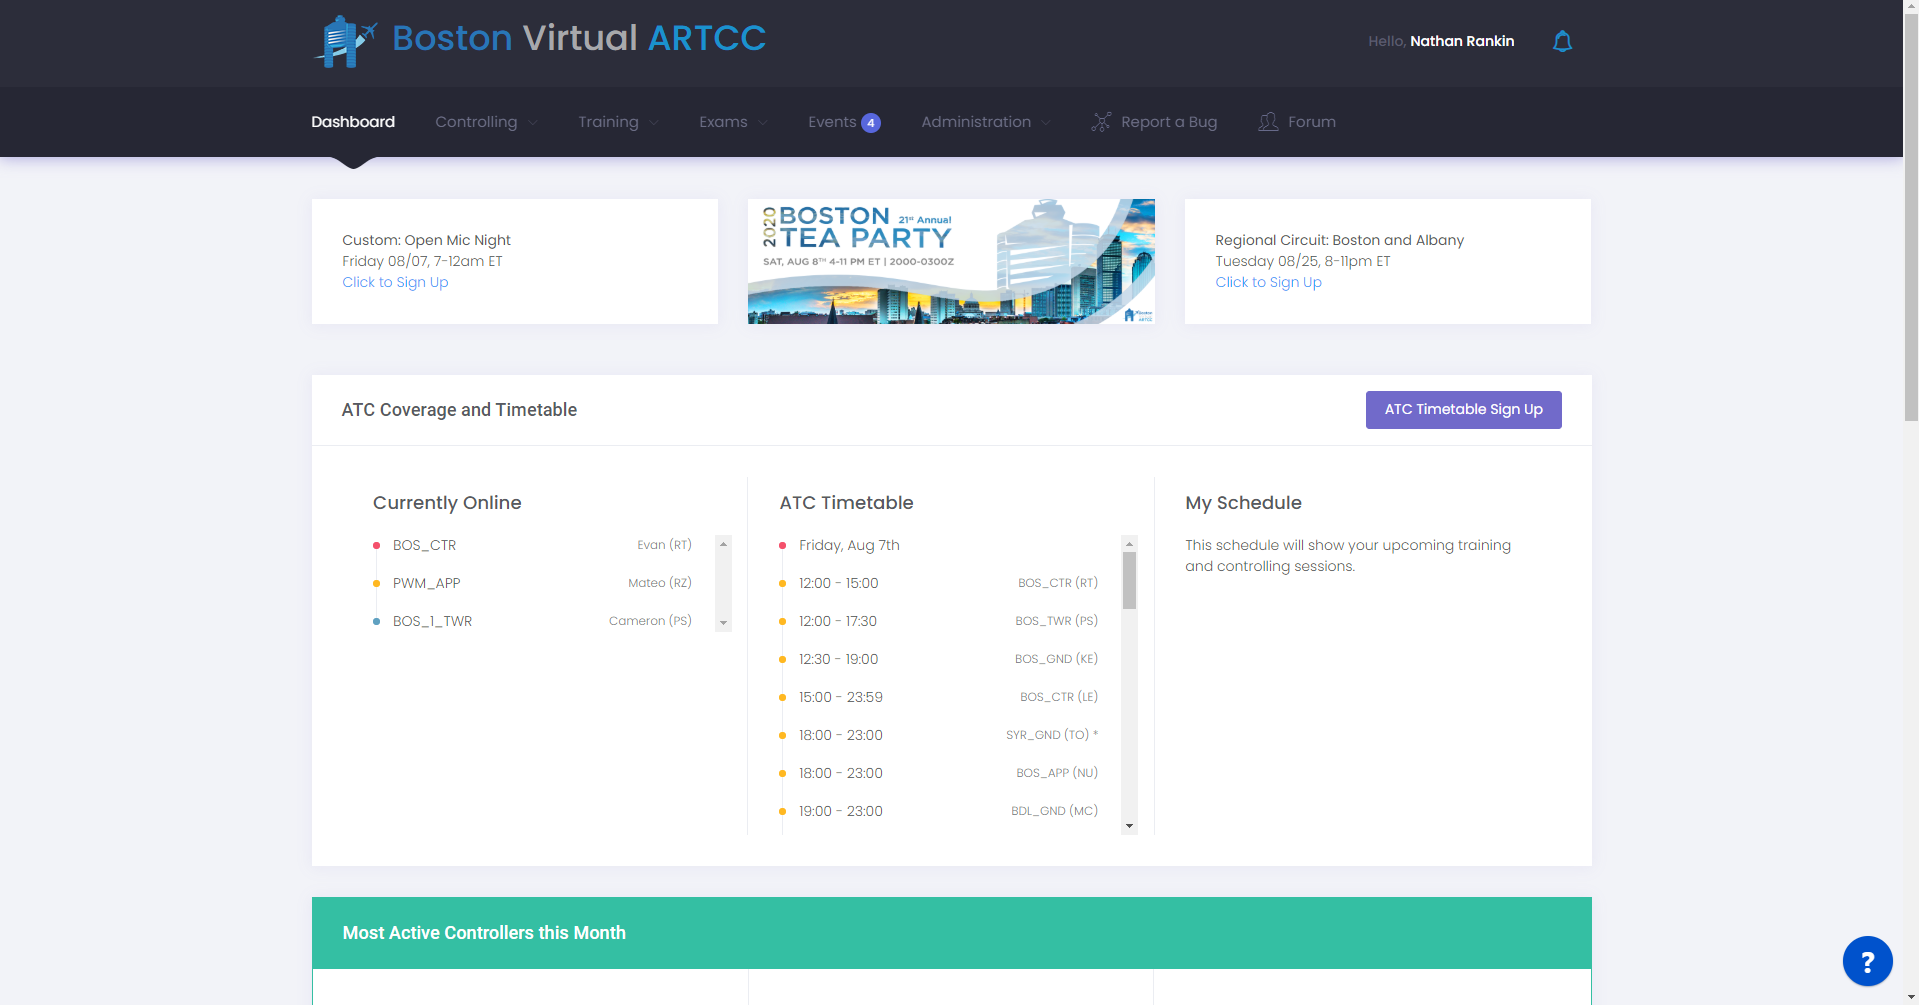 Boston Virtual ARTCC
Hello, Nathan Rankin
Dashboard
Controlling
Training
Exams
Events 4
Administration
Report a Bug
Forum
Custom: Open Mic Night
Friday 08/07, 7-12am ET
Click to Sign Up
2020
BOSTON 21st Annual
TEA PARTY
SAT, AUG 8TH 4-11 PM ET | 2000-0300Z
Regional Circuit: Boston and Albany
Tuesday 08/25, 8-11pm ET
Click to Sign Up
ATC Coverage and Timetable
ATC Timetable Sign Up
Currently Online
BOS_CTR Evan (RT)
PWM_APP Mateo (RZ)
BOS_1_TWR Cameron (PS)
ATC Timetable
Friday, Aug 7th
12:00 - 15:00 BOS_CTR (RT)
12:00 - 17:30 BOS_TWR (PS)
12:30 - 19:00 BOS_GND (KE)
15:00 - 23:59 BOS_CTR (LE)
18:00 - 23:00 SYR_GND (TO) *
18:00 - 23:00 BOS_APP (NU)
19:00 - 23:00 BDL_GND (MC)
My Schedule
This schedule will show your upcoming training
and controlling sessions.
Most Active Controllers this Month
?